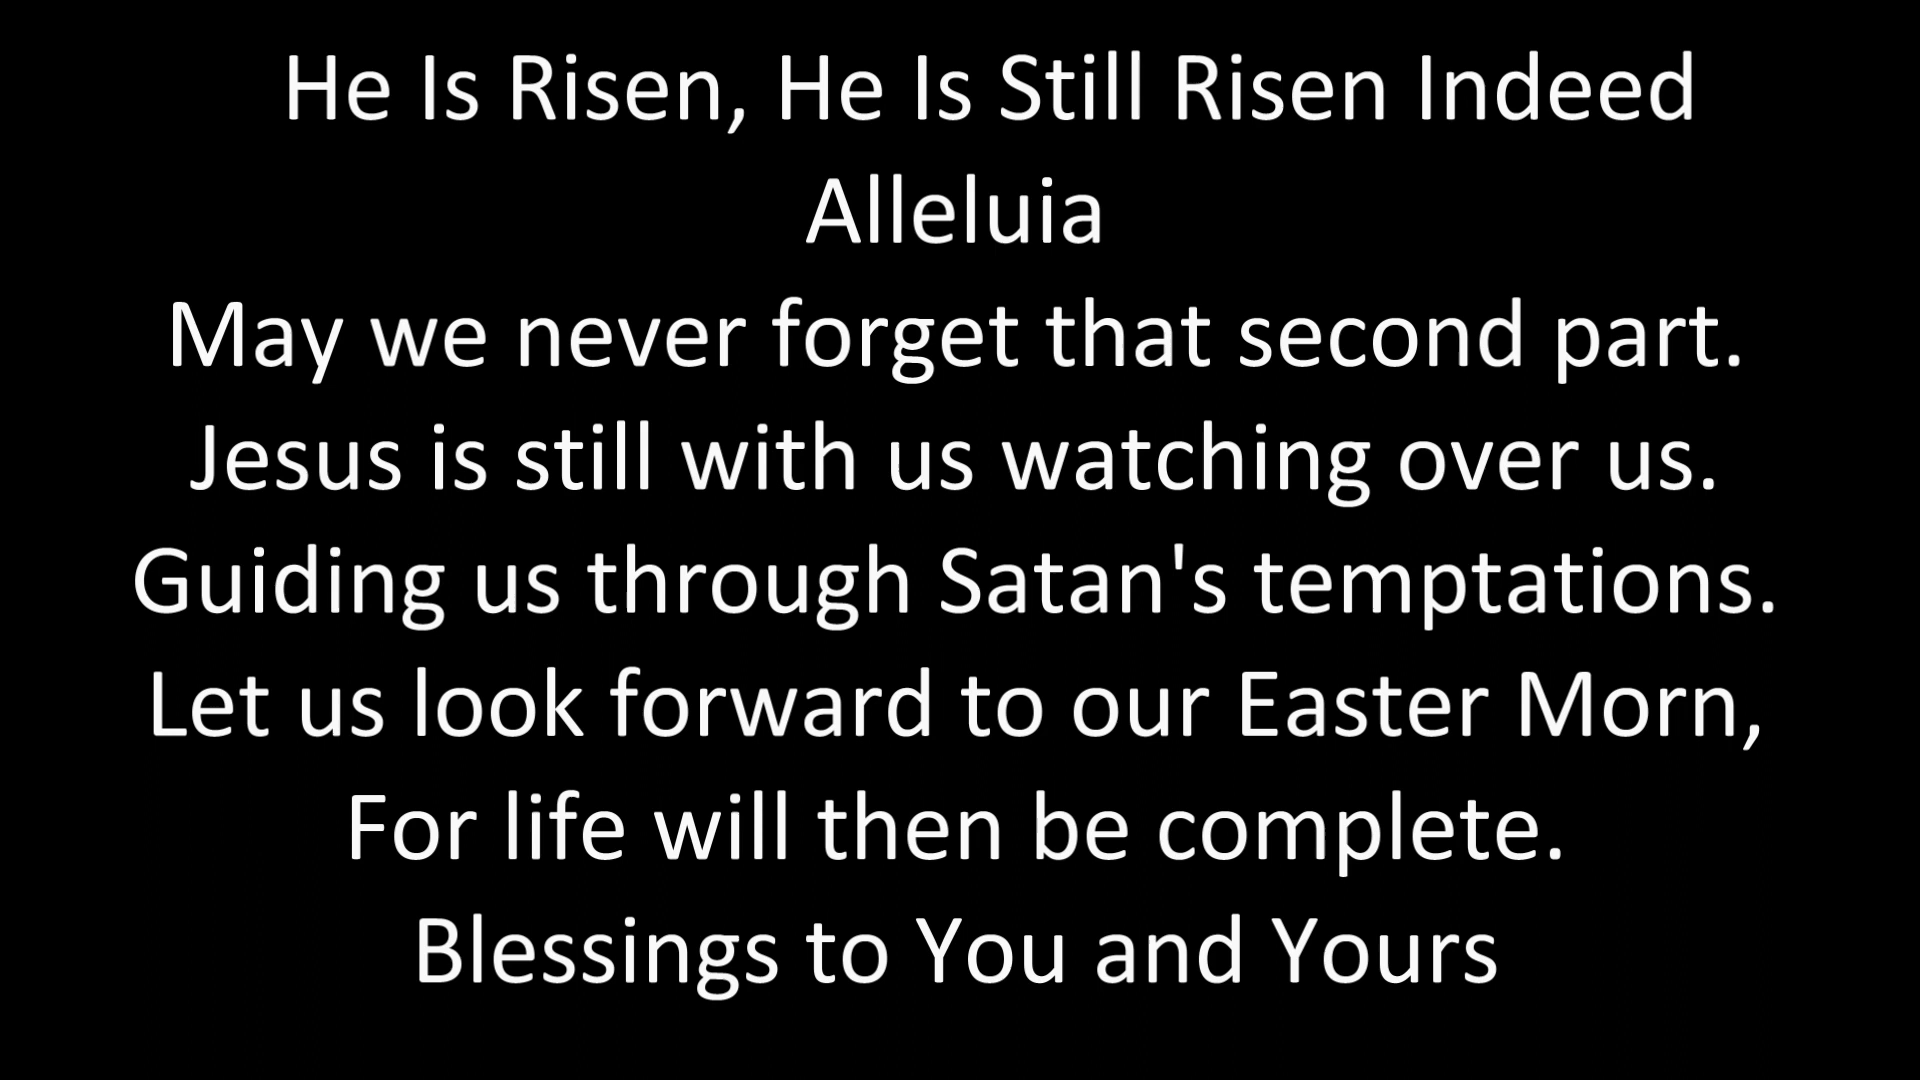 He Is Risen, He Is Still Risen Indeed
Alleluia
May we never forget that second part.
Jesus is still with us watching over us.
Guiding us through Satan's temptations.
Let us look forward to our Easter Morn,
For life will then be complete.
Blessings to You and Yours